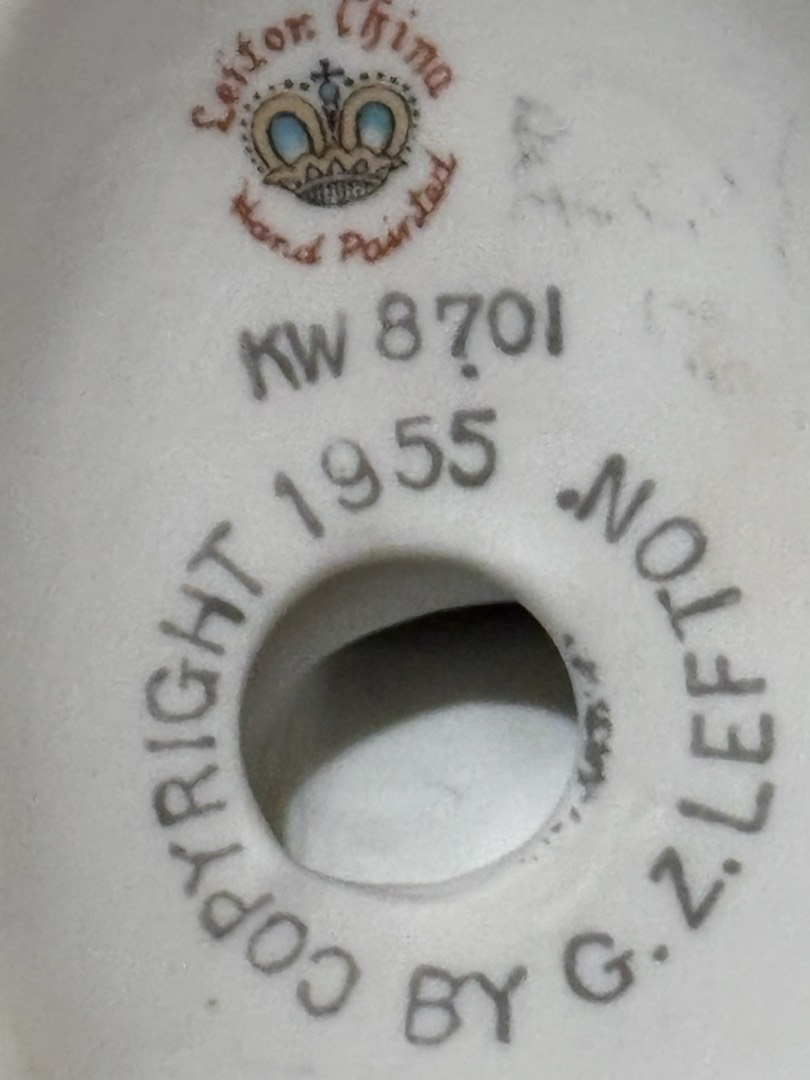 Lefton China
Hand Painted
KW 8701
COPYRIGHT 1955
BY G. Z. LEFTON.